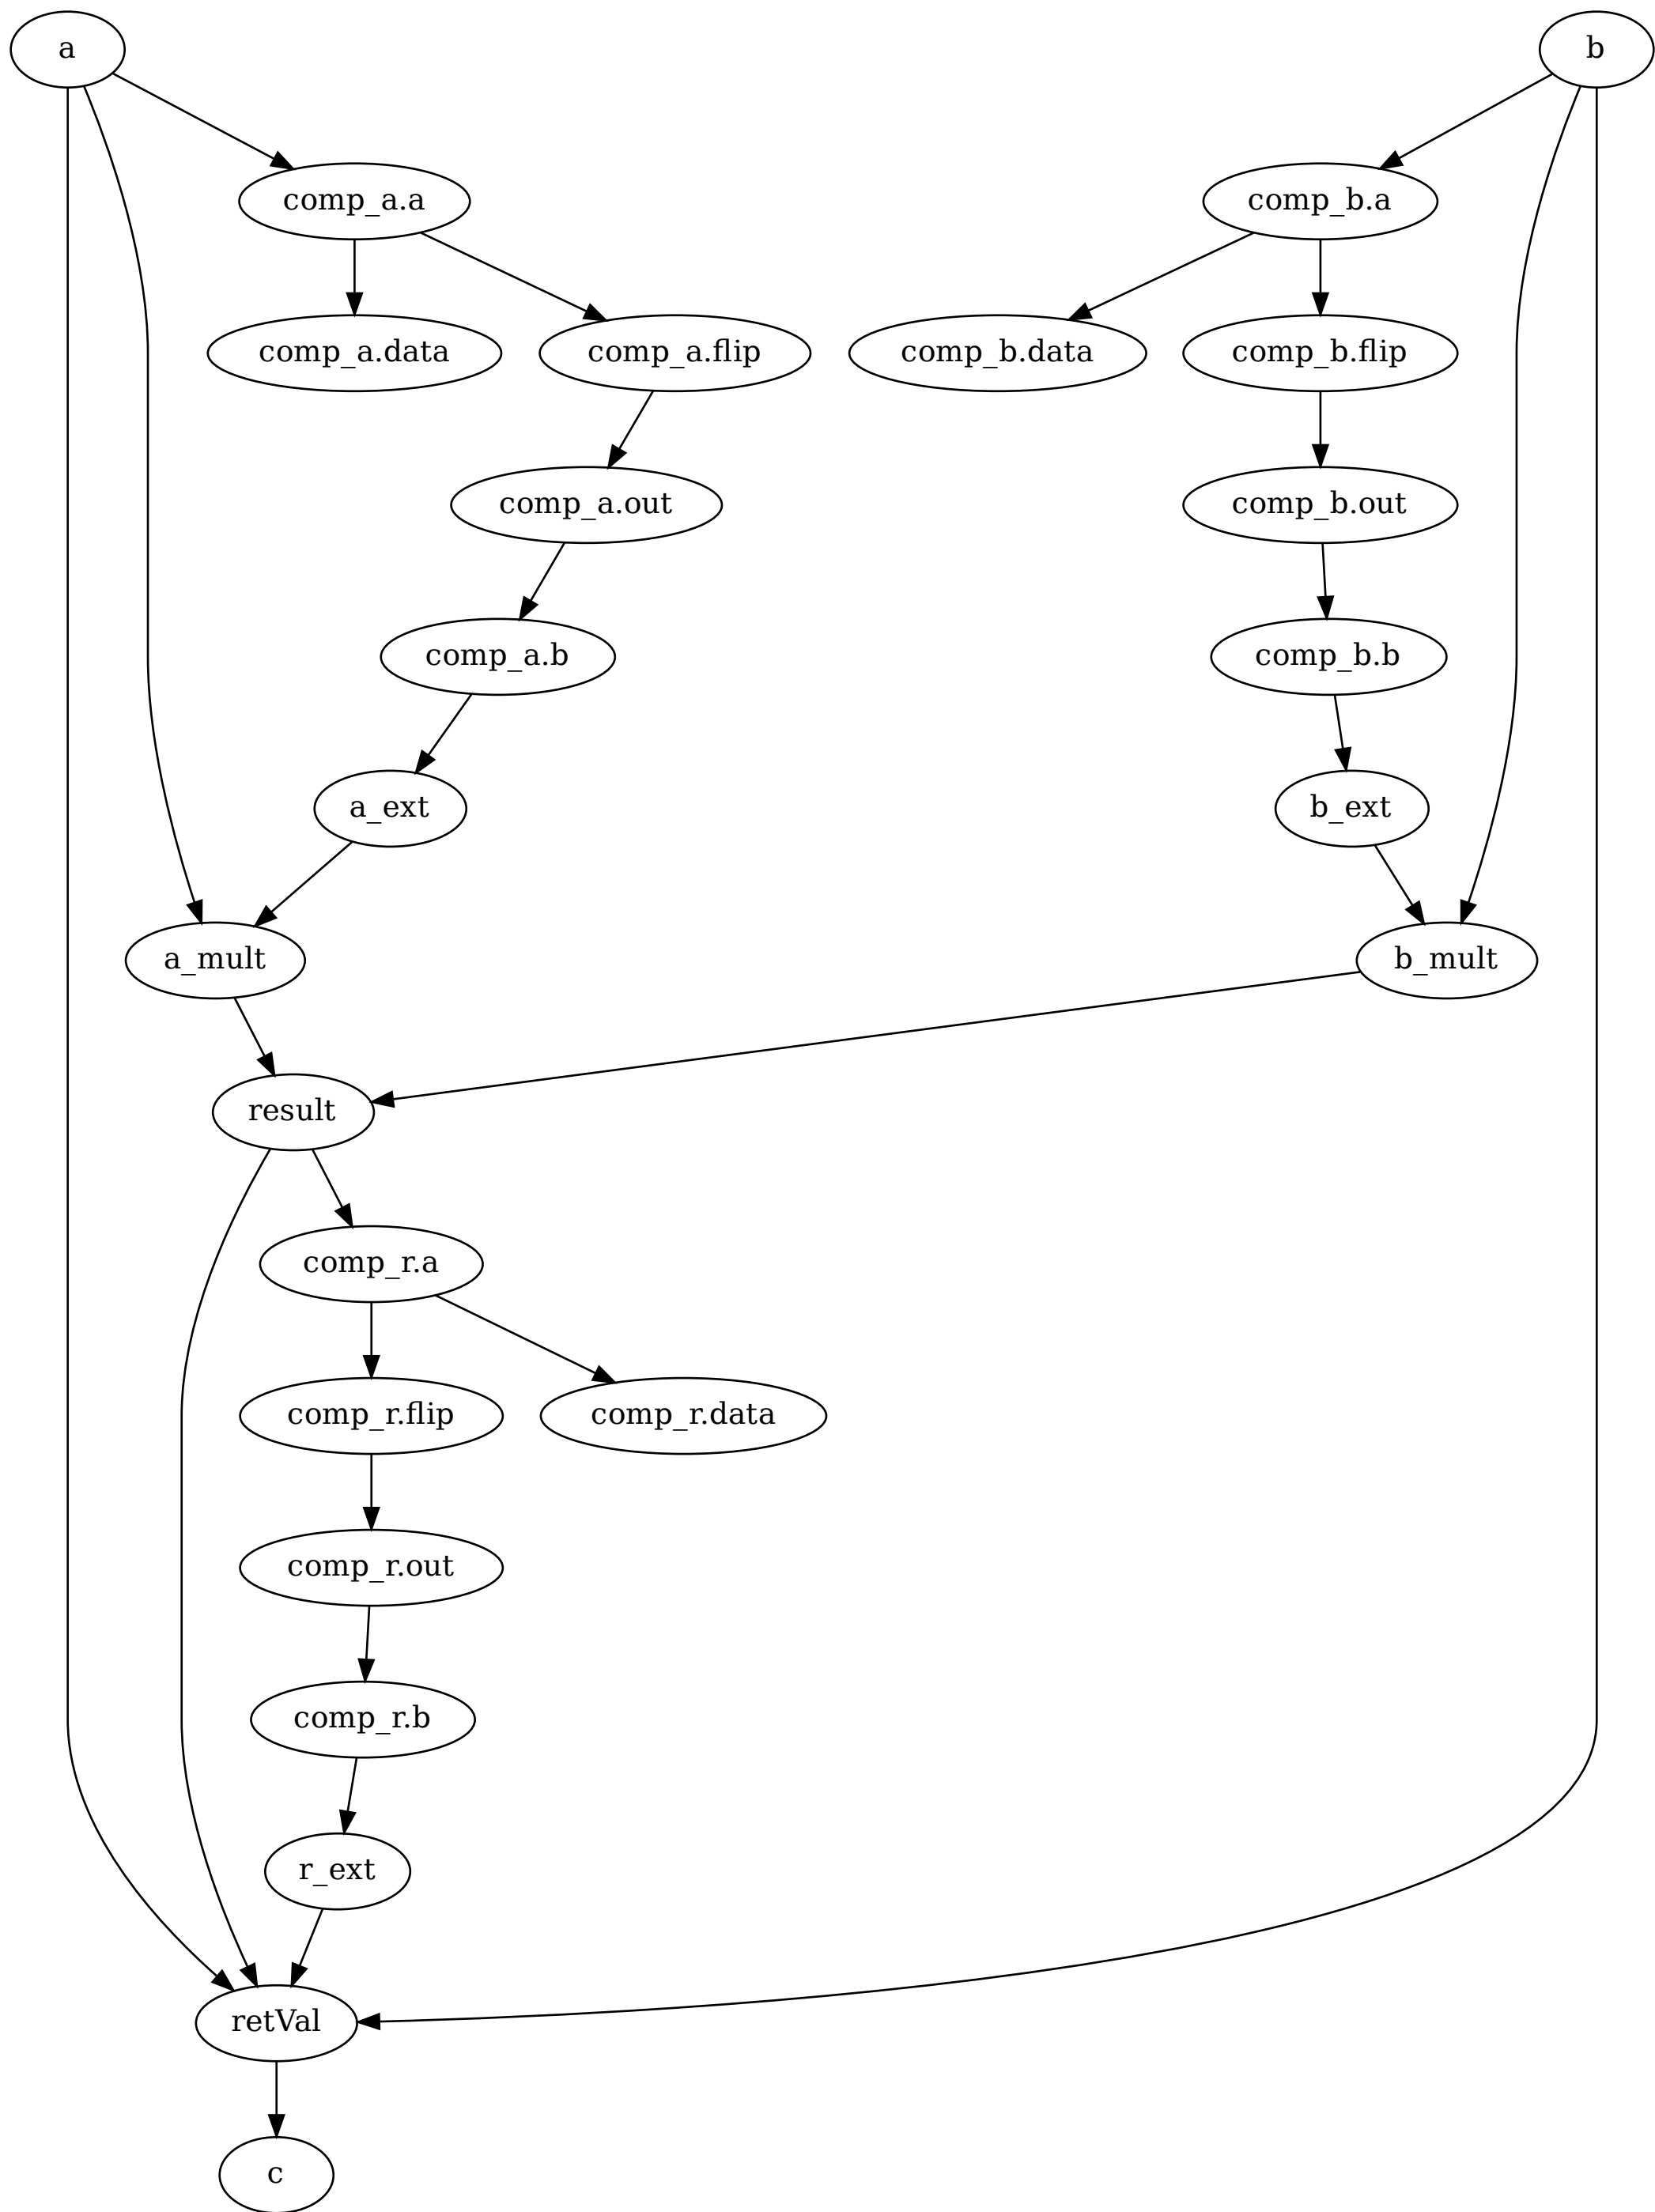 a
b
comp_a.a
comp_b.a
comp_a.data
comp_a.flip
comp_b.data
comp_b.flip
comp_a.out
comp_b.out
comp_a.b
comp_b.b
a_ext
b_ext
a_mult
b_mult
result
comp_r.a
comp_r.flip
comp_r.data
comp_r.out
comp_r.b
r_ext
retVal
c